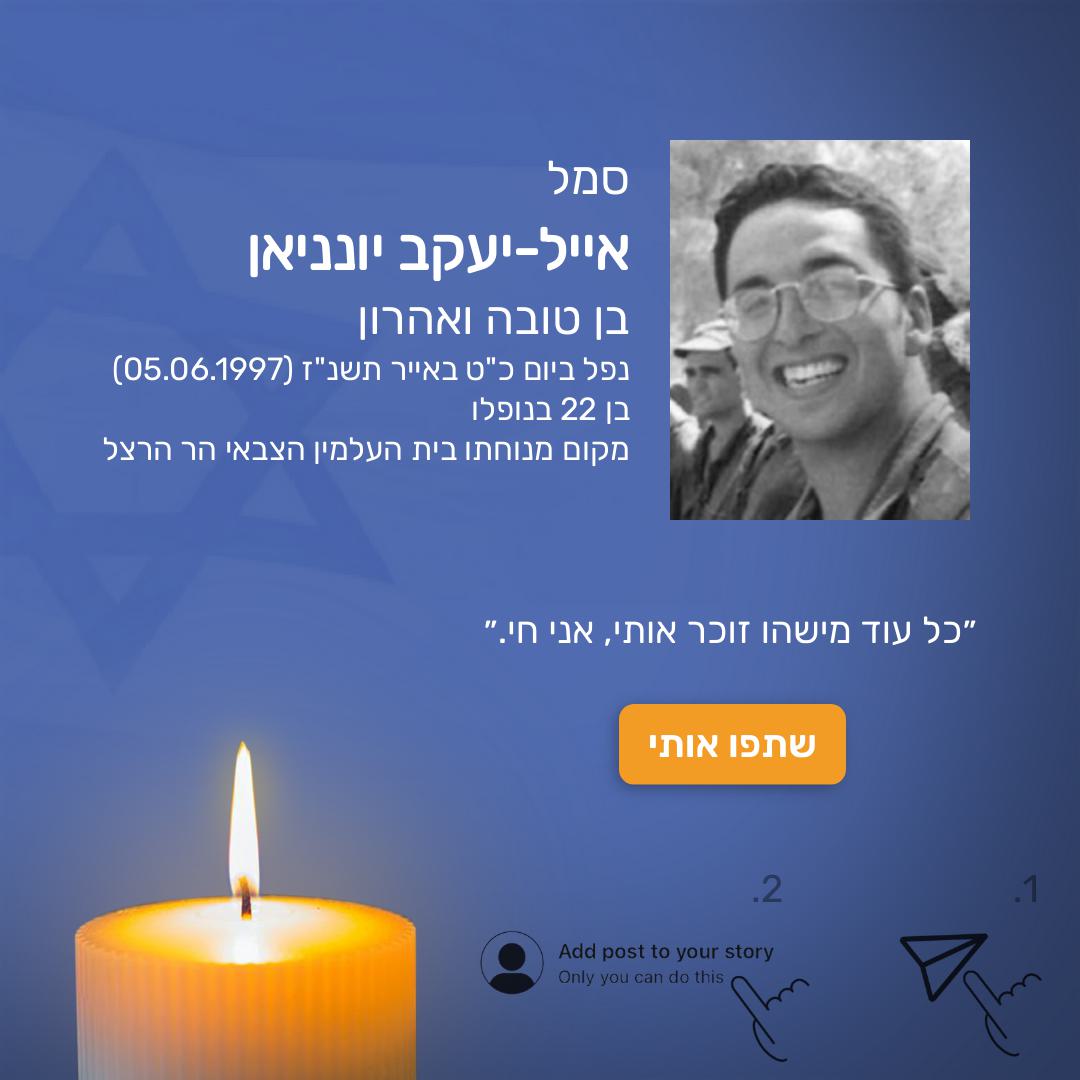 סמל
אייל-יעקב יונניאן
בן טובה ואהרון
נפל ביום כ"ט באייר תשנ"ז (05.06.1997)
בן 22 בנופלו
מקום מנוחתו בית העלמין הצבאי הר הרצל
״כל עוד מישהו זוכר אותי, אני חי.״
שתפו אותי
1.
2.
Add post to your story
Only you can do this